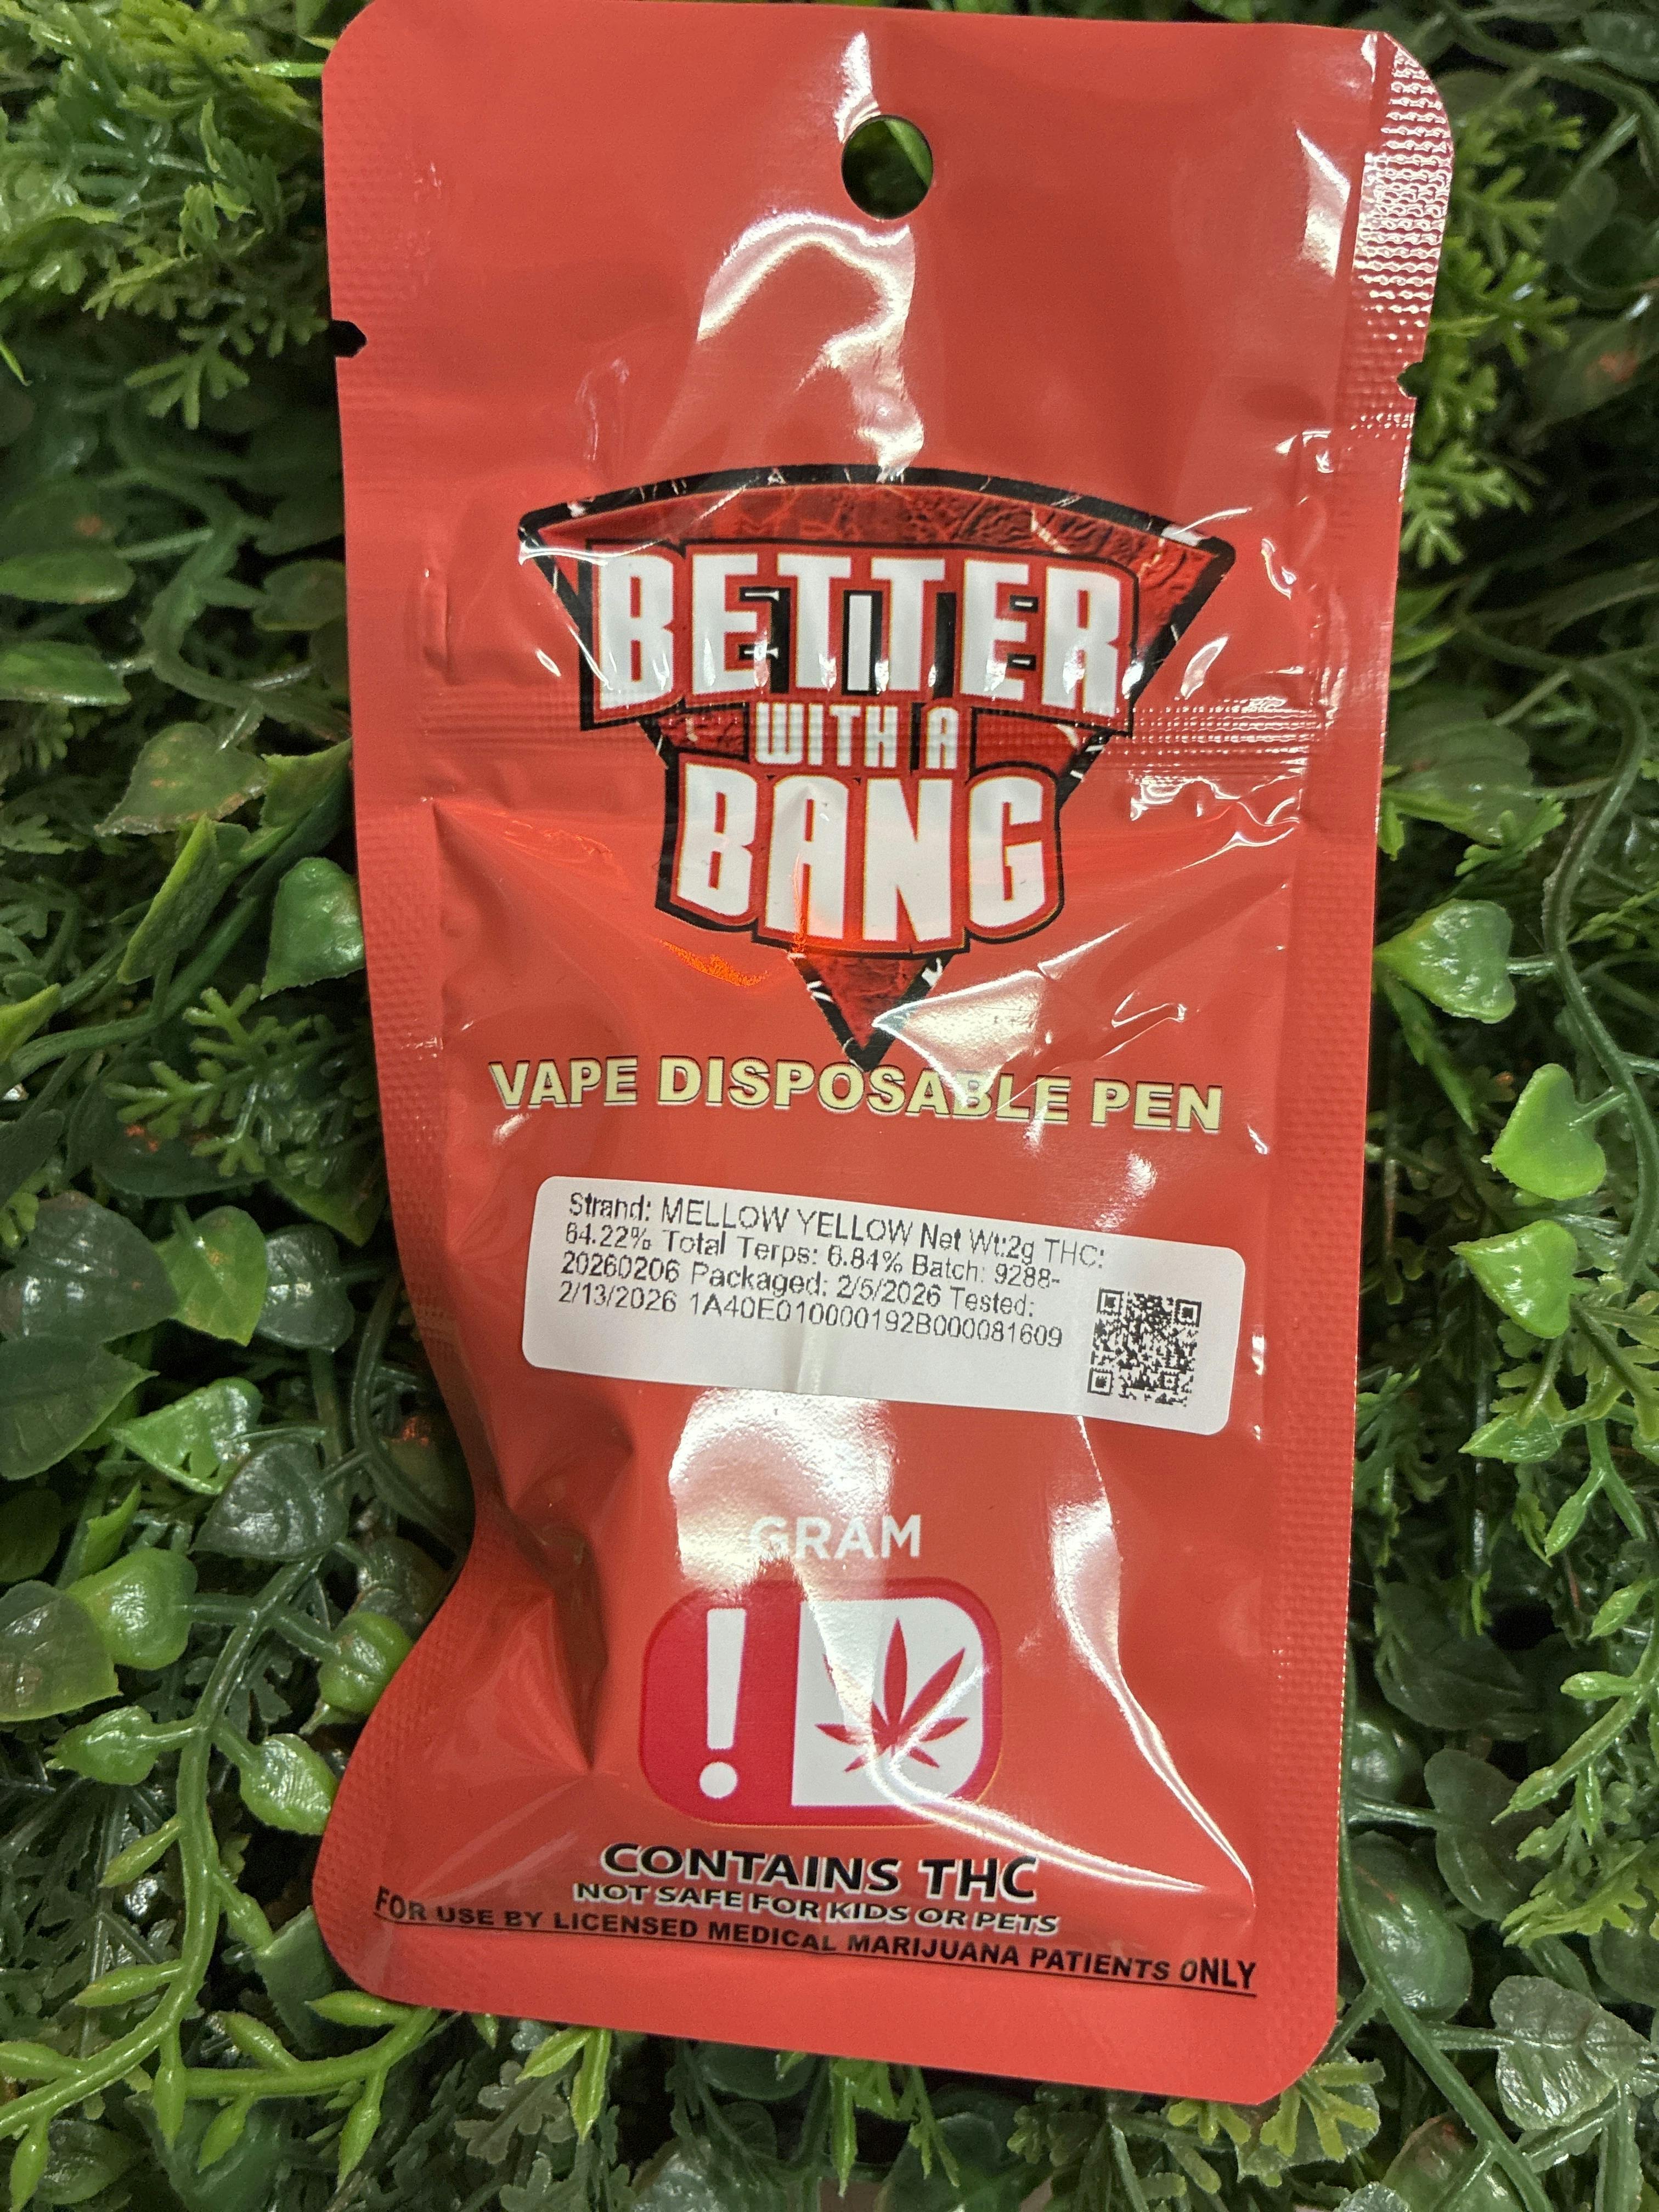 BETTER
WITH A
BANG
VAPE DISPOSABLE PEN
Strand: MELLOW YELLOW Net Wt:2g THC:
64.22% Total Terps: 6.84% Batch: 9288-
20260206 Packaged: 2/5/2026 Tested:
2/13/2026 1A40E010000192B000081609
GRAM
!
CONTAINS THC
NOT SAFE FOR KIDS OR PETS
FOR USE BY LICENSED MEDICAL MARIJUANA PATIENTS ONLY